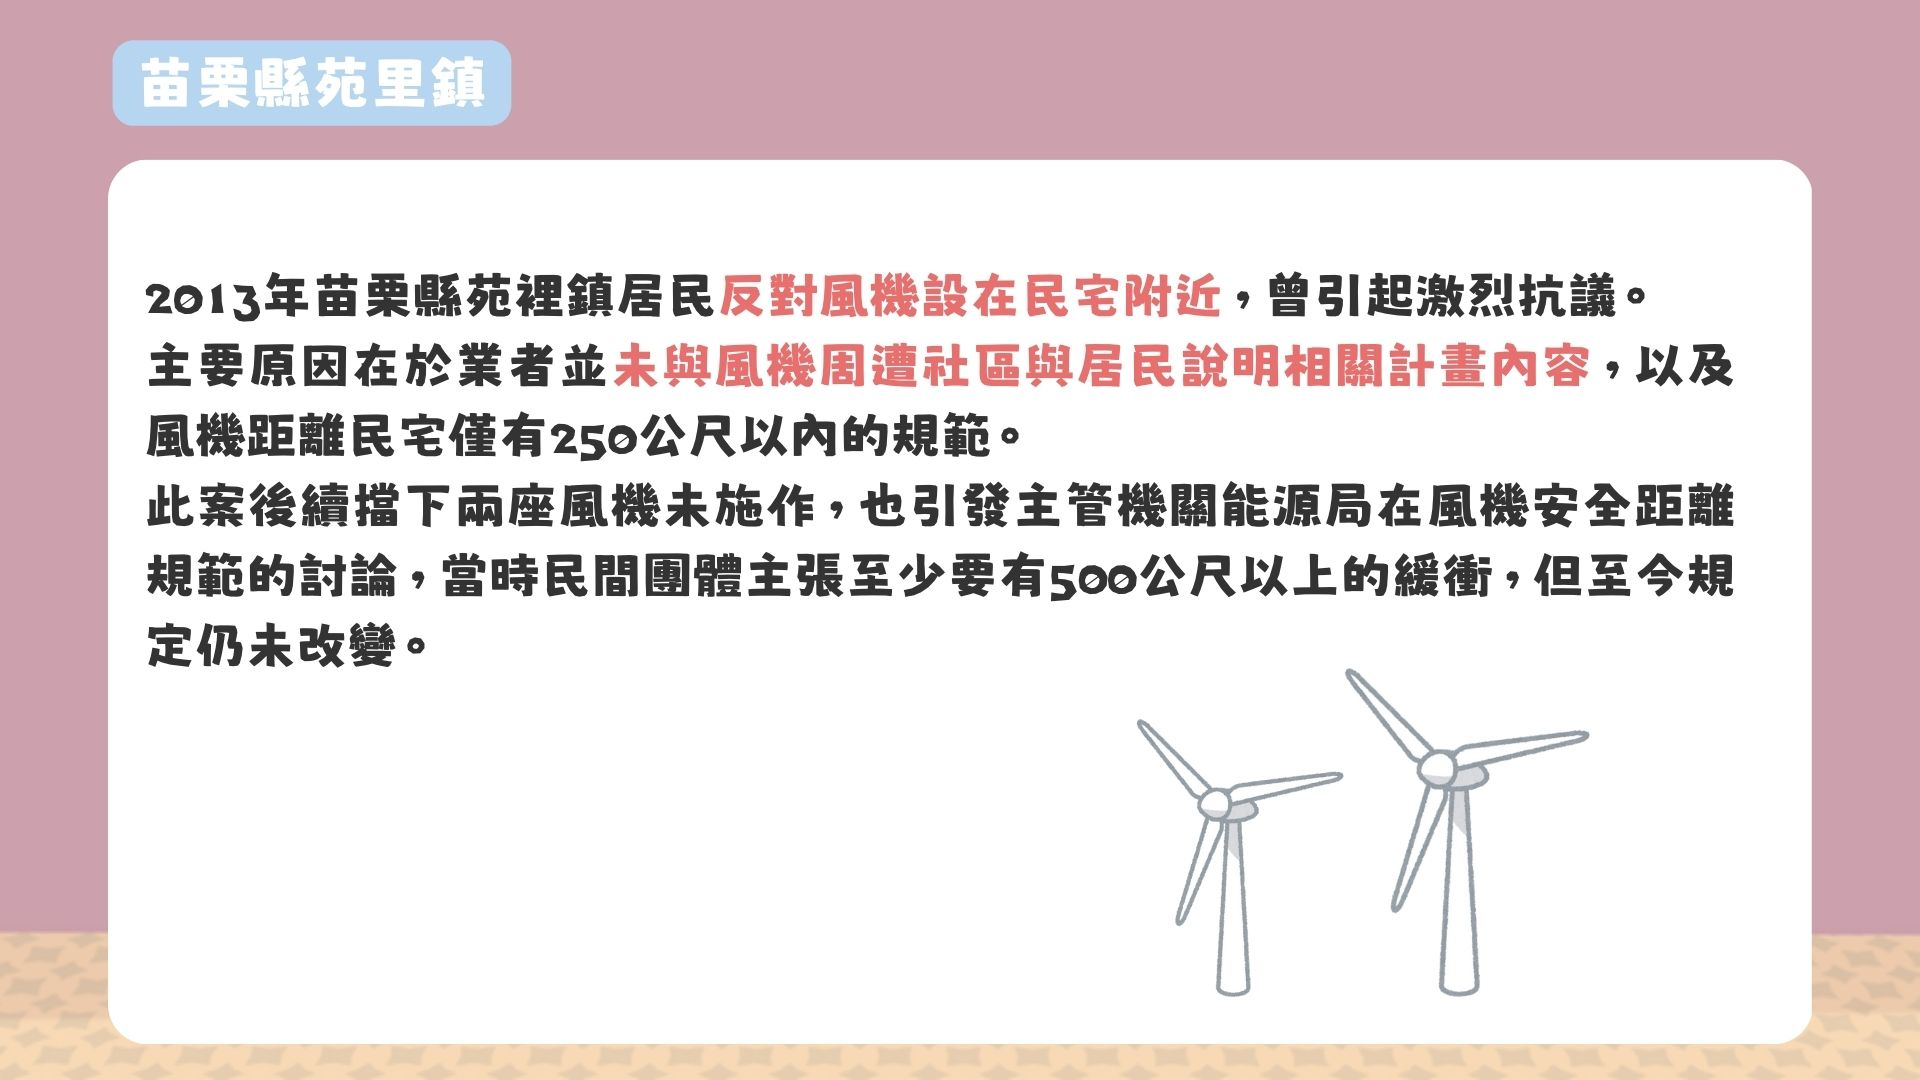 苗栗縣苑里鎮
2013年苗栗縣苑裡鎮居民反對風機設在民宅附近，曾引起激烈抗議。
主要原因在於業者並未與風機周遭社區與居民說明相關計畫內容，以及
風機距離民宅僅有250公尺以內的規範。
此案後續擋下兩座風機未施作，也引發主管機關能源局在風機安全距離
規範的討論，當時民間團體主張至少要有500公尺以上的緩衝，但至今規
定仍未改變。